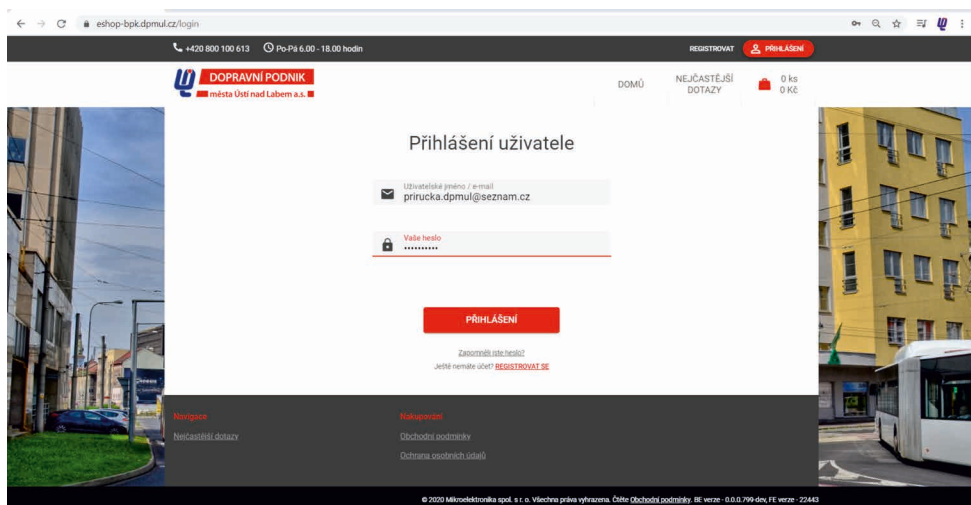 eshop-bpk.dpmul.cz/login
+420 800 100 613 Po-Pá 6.00 - 18.00 hodin REGISTROVAT PŘIHLÁŠENÍ
DOPRAVNÍ PODNIK
města Ústí nad Labem a.s.
DOMŮ
NEJČASTĚJŠÍ
DOTAZY
0 ks
0 Kč
Přihlášení uživatele
Uživatelské jméno / e-mail
prirucka.dpmul@seznam.cz
Vaše heslo
••••••••••
PŘIHLÁŠENÍ
Zapomněli jste heslo?
Ještě nemáte účet? REGISTROVAT SE
Navigace
Nejčastější dotazy
Nakupování
Obchodní podmínky
Ochrana osobních údajů
© 2020 Mikroelektronika spol. s r. o. Všechna práva vyhrazena. Čtěte Obchodní podmínky. BE verze - 0.0.0.799-dev, FE verze - 22443